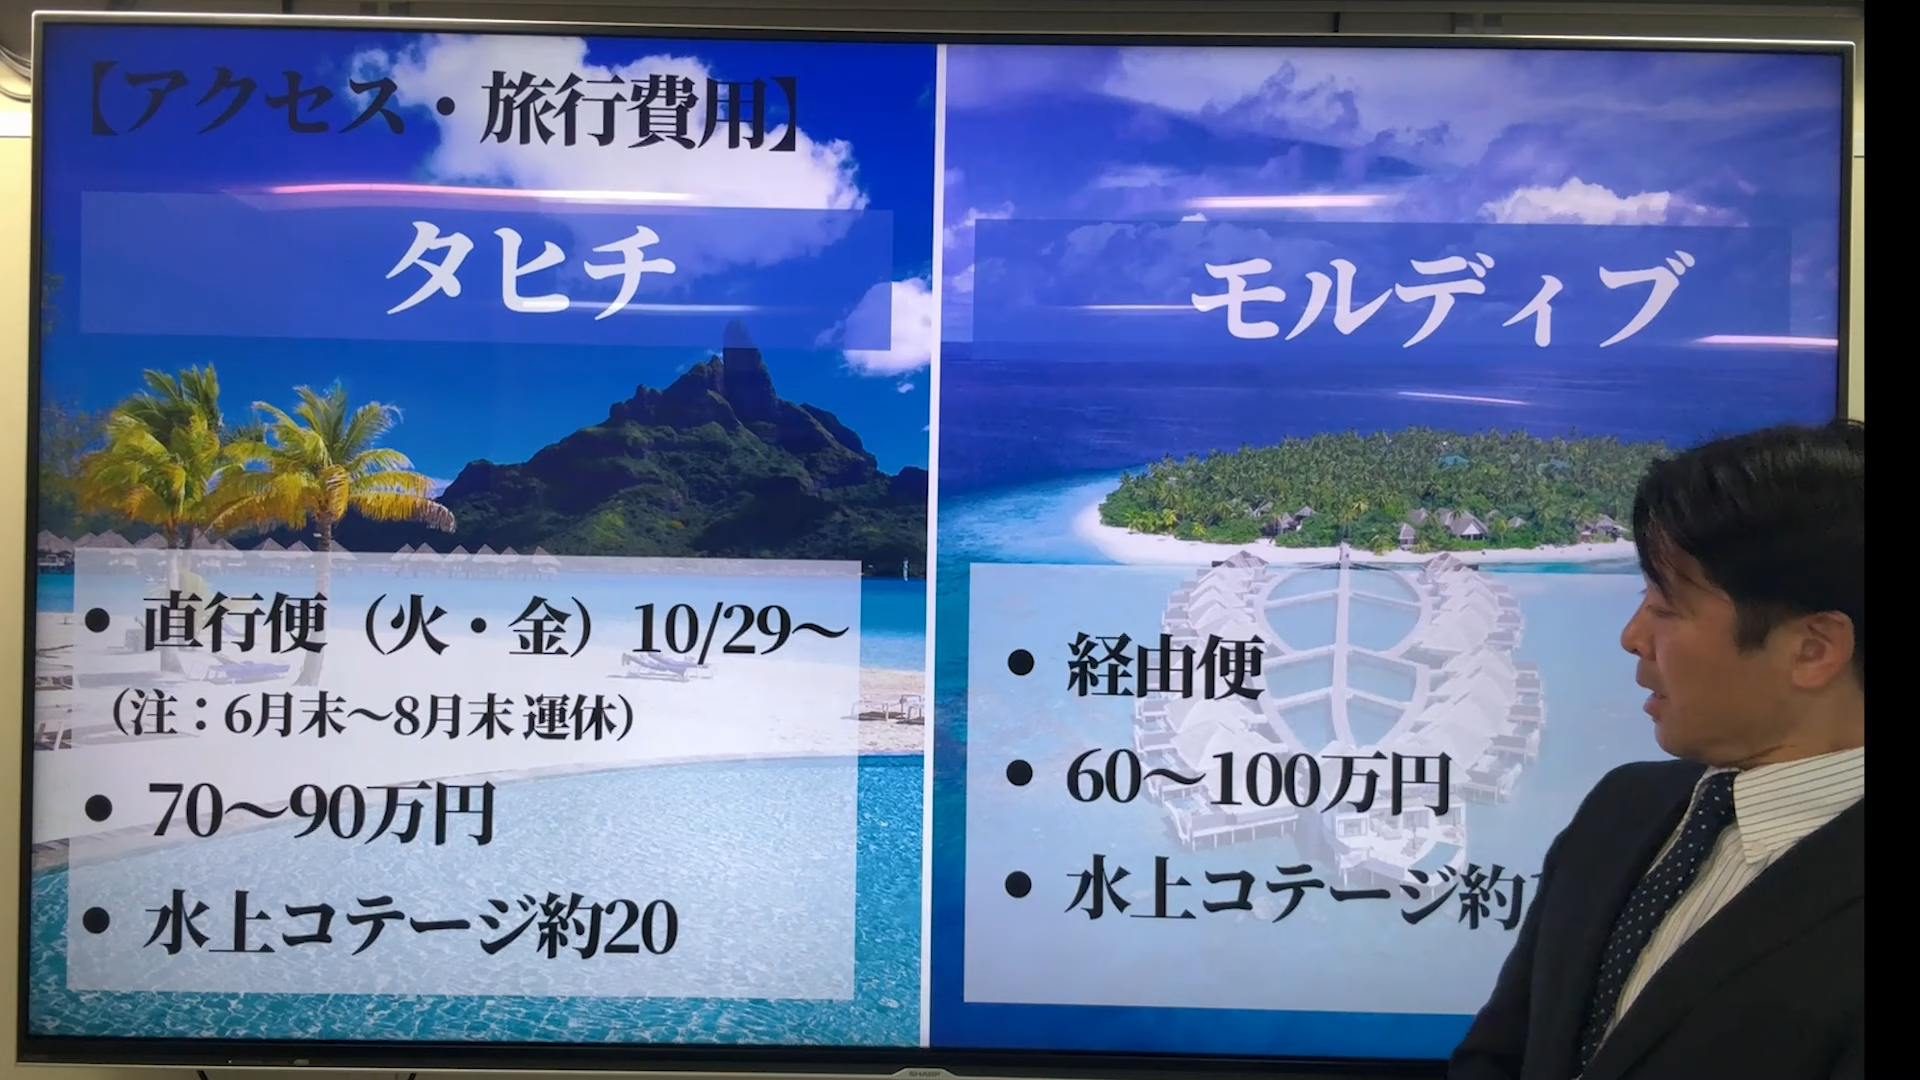 【アクセス・旅行費用】
タヒチ
• 直行便（火・金）10/29～
（注：6月末～8月末 運休）
• 70～90万円
• 水上コテージ約20
モルディブ
• 経由便
• 60～100万円
• 水上コテージ約
SHARP